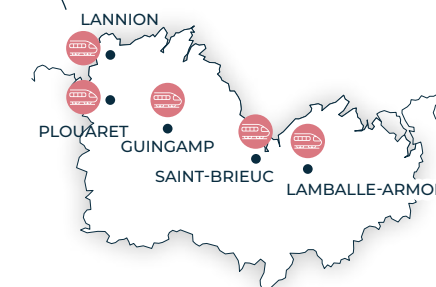 LANNION
PLOUARET
GUINGAMP
SAINT-BRIEUC
LAMBALLE-ARMO